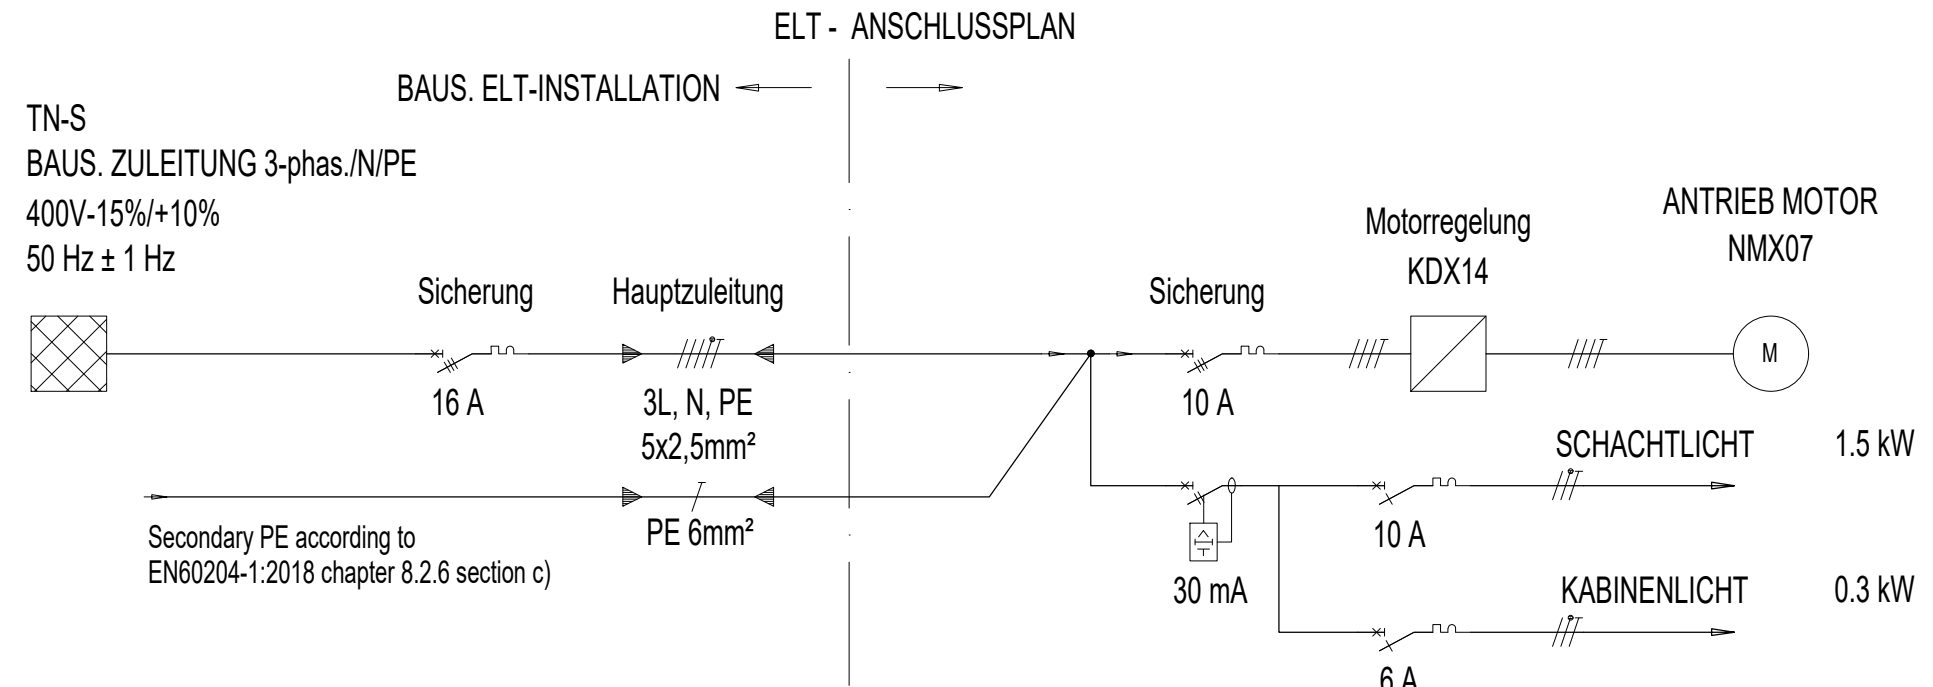 ELT - ANSCHLUSSPLAN
BAUS. ELT-INSTALLATION
TN-S
BAUS. ZULEITUNG 3-phas./N/PE
400V-15%/+10%
50 Hz ± 1 Hz
Sicherung
16 A
Hauptzuleitung
3L, N, PE
5x2,5mm²
PE 6mm²
Secondary PE according to
EN60204-1:2018 chapter 8.2.6 section c)
Sicherung
10 A
Motorregelung
KDX14
ANTRIEB MOTOR
NMX07
M
30 mA
SCHACHTLICHT 1.5 kW
10 A
KABINENLICHT 0.3 kW
6 A